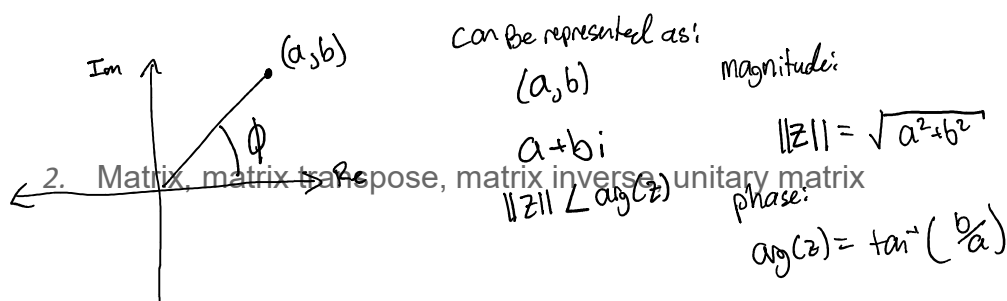 Im
(a,b)
ϕ
Re
can Be represented as:
(a,b)
a+bi
||z|| ∠ arg(z)
magnitude:
||z|| = √(a²+b²)
2. Matrix, matrix transpose, matrix inverse, unitary matrix
phase:
arg(z) = tan⁻¹(b/a)